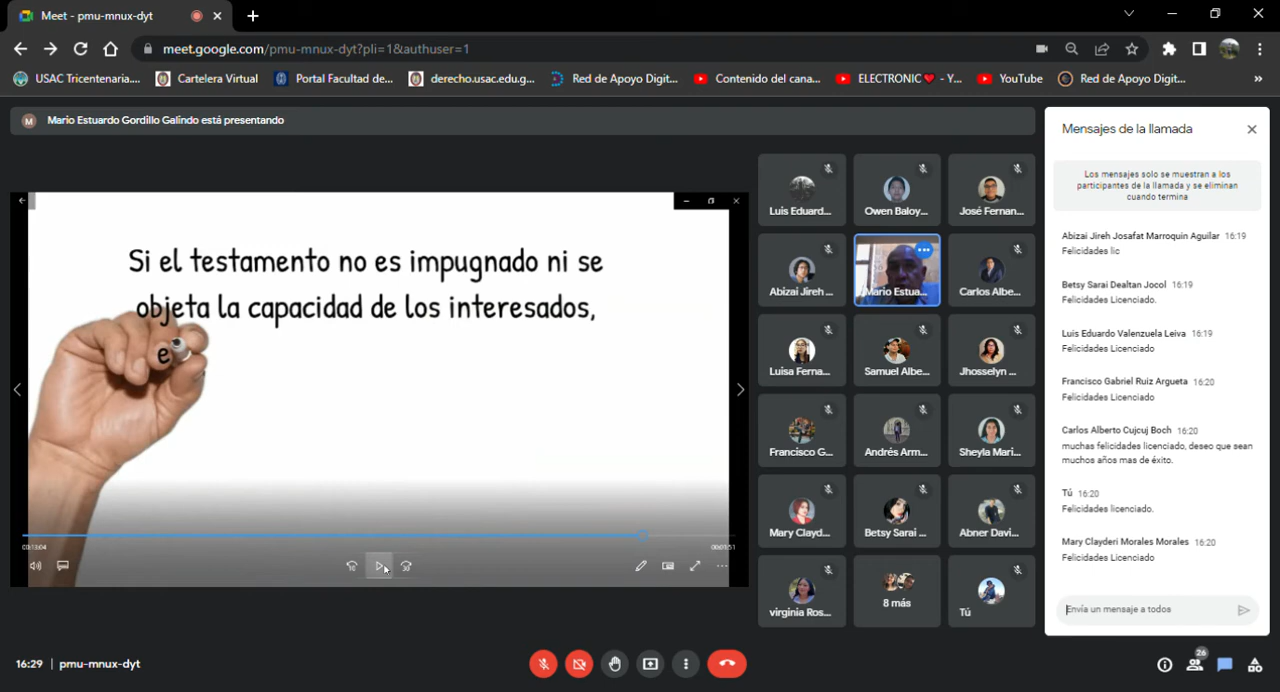 Meet - pmu-mnux-dyt
meet.google.com/pmu-mnux-dyt?pli=1&authuser=1
USAC Tricentenaria....
Cartelera Virtual
Portal Facultad de...
derecho.usac.edu.g...
Red de Apoyo Digit...
Contenido del cana...
ELECTRONIC❤ - Y...
YouTube
Red de Apoyo Digit...
M
Mario Estuardo Gordillo Galindo está presentando
Si el testamento no es impugnado ni se
objeta la capacidad de los interesados,
e
00:13:04
00:01:51
10
30
Luis Eduard...
Owen Baloy...
José Fernan...
Abizai Jireh ...
Mario Estua...
Carlos Albe...
Luisa Ferna...
Samuel Albe...
Jhosselyn ...
Francisco G...
Andrés Arm...
Sheyla Mari...
Mary Clayd...
Betsy Sarai ...
Abner Davi...
virginia Ros...
8 más
Tú
Mensajes de la llamada
Los mensajes solo se muestran a los
participantes de la llamada y se eliminan
cuando termina
Abizai Jireh Josafat Marroquin Aguilar 16:19
Felicidades lic
Betsy Sarai Dealtan Jocol 16:19
Felicidades Licenciado.
Luis Eduardo Valenzuela Leiva 16:19
Felicidades Licenciado
Francisco Gabriel Ruiz Argueta 16:20
Felicidades Licenciado
Carlos Alberto Cujcuj Boch 16:20
muchas felicidades licenciado, deseo que sean
muchos años mas de éxito.
Tú 16:20
Felicidades licenciado.
Mary Clayderi Morales Morales 16:20
Felicidades Licenciado
Envía un mensaje a todos
16:29 | pmu-mnux-dyt
26